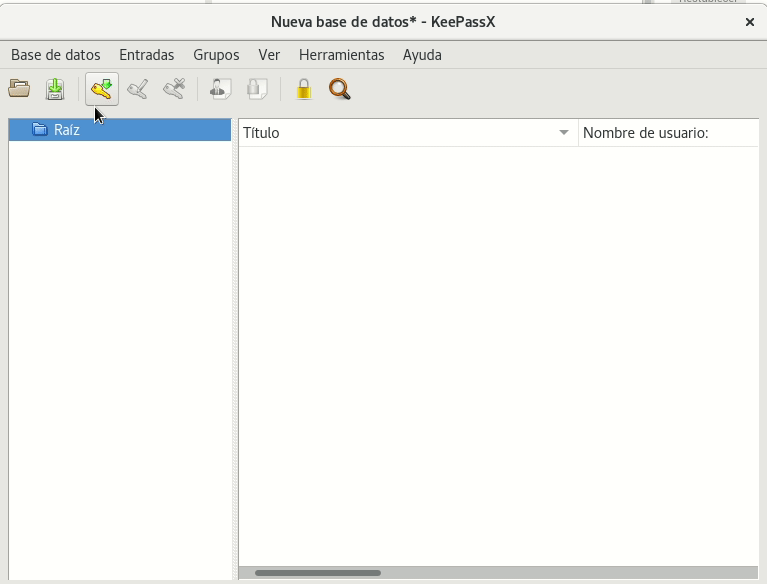 Nueva base de datos* - KeePassX
Base de datos Entradas Grupos Ver Herramientas Ayuda
Raíz
Título Nombre de usuario: